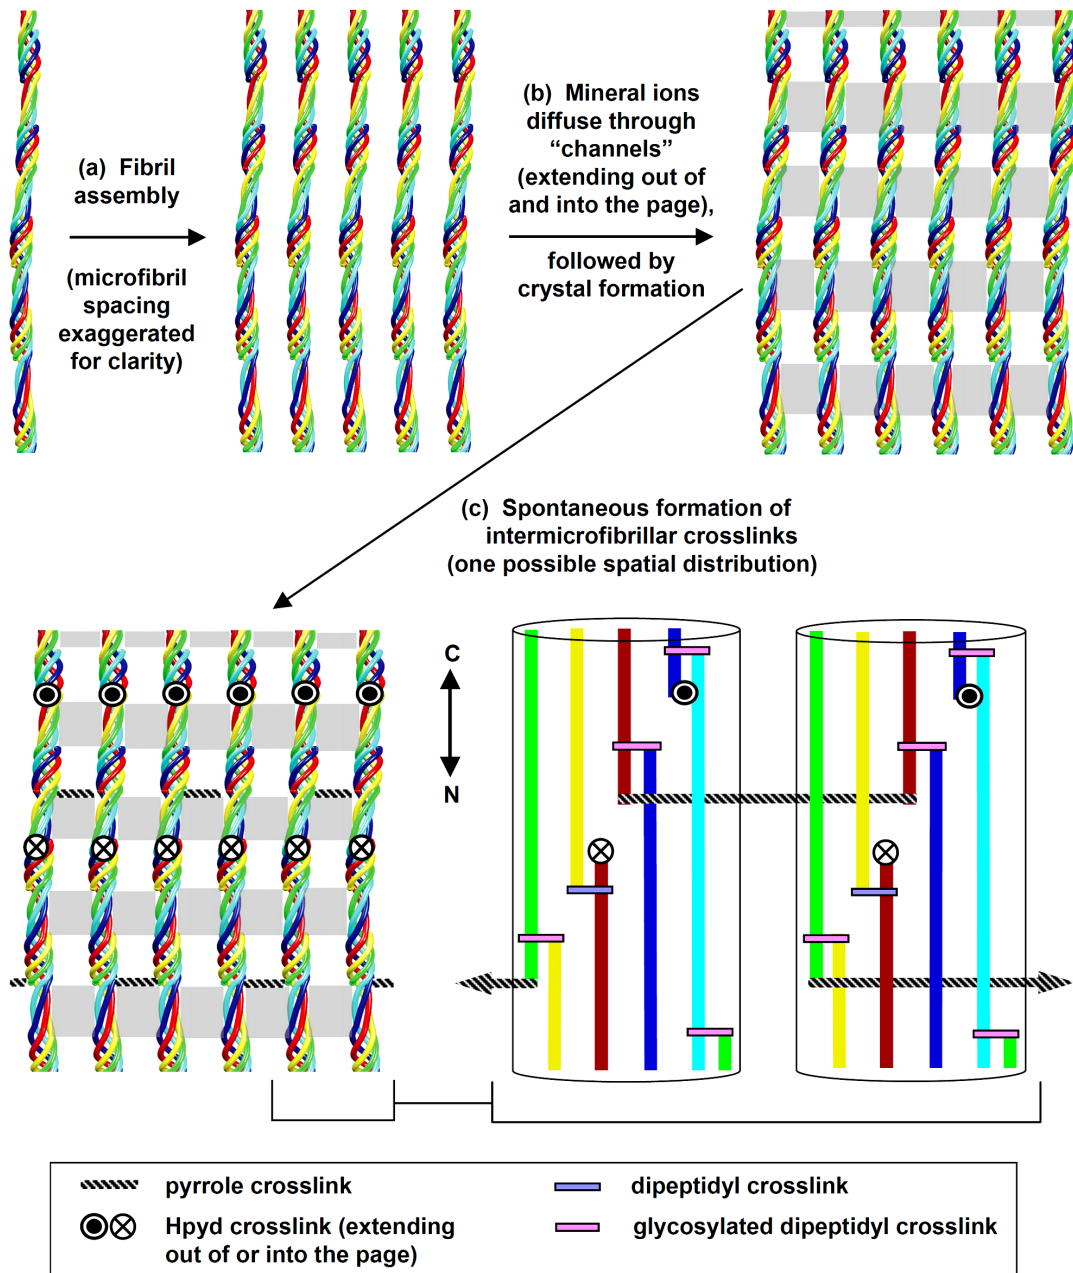 (a) Fibril
assembly
(microfibril
spacing
exaggerated
for clarity)
(b) Mineral ions
diffuse through
“channels”
(extending out of
and into the page),
followed by
crystal formation
(c) Spontaneous formation of
intermicrofibrillar crosslinks
(one possible spatial distribution)
C
N
pyrrole crosslink
Hpyd crosslink (extending
out of or into the page)
dipeptidyl crosslink
glycosylated dipeptidyl crosslink